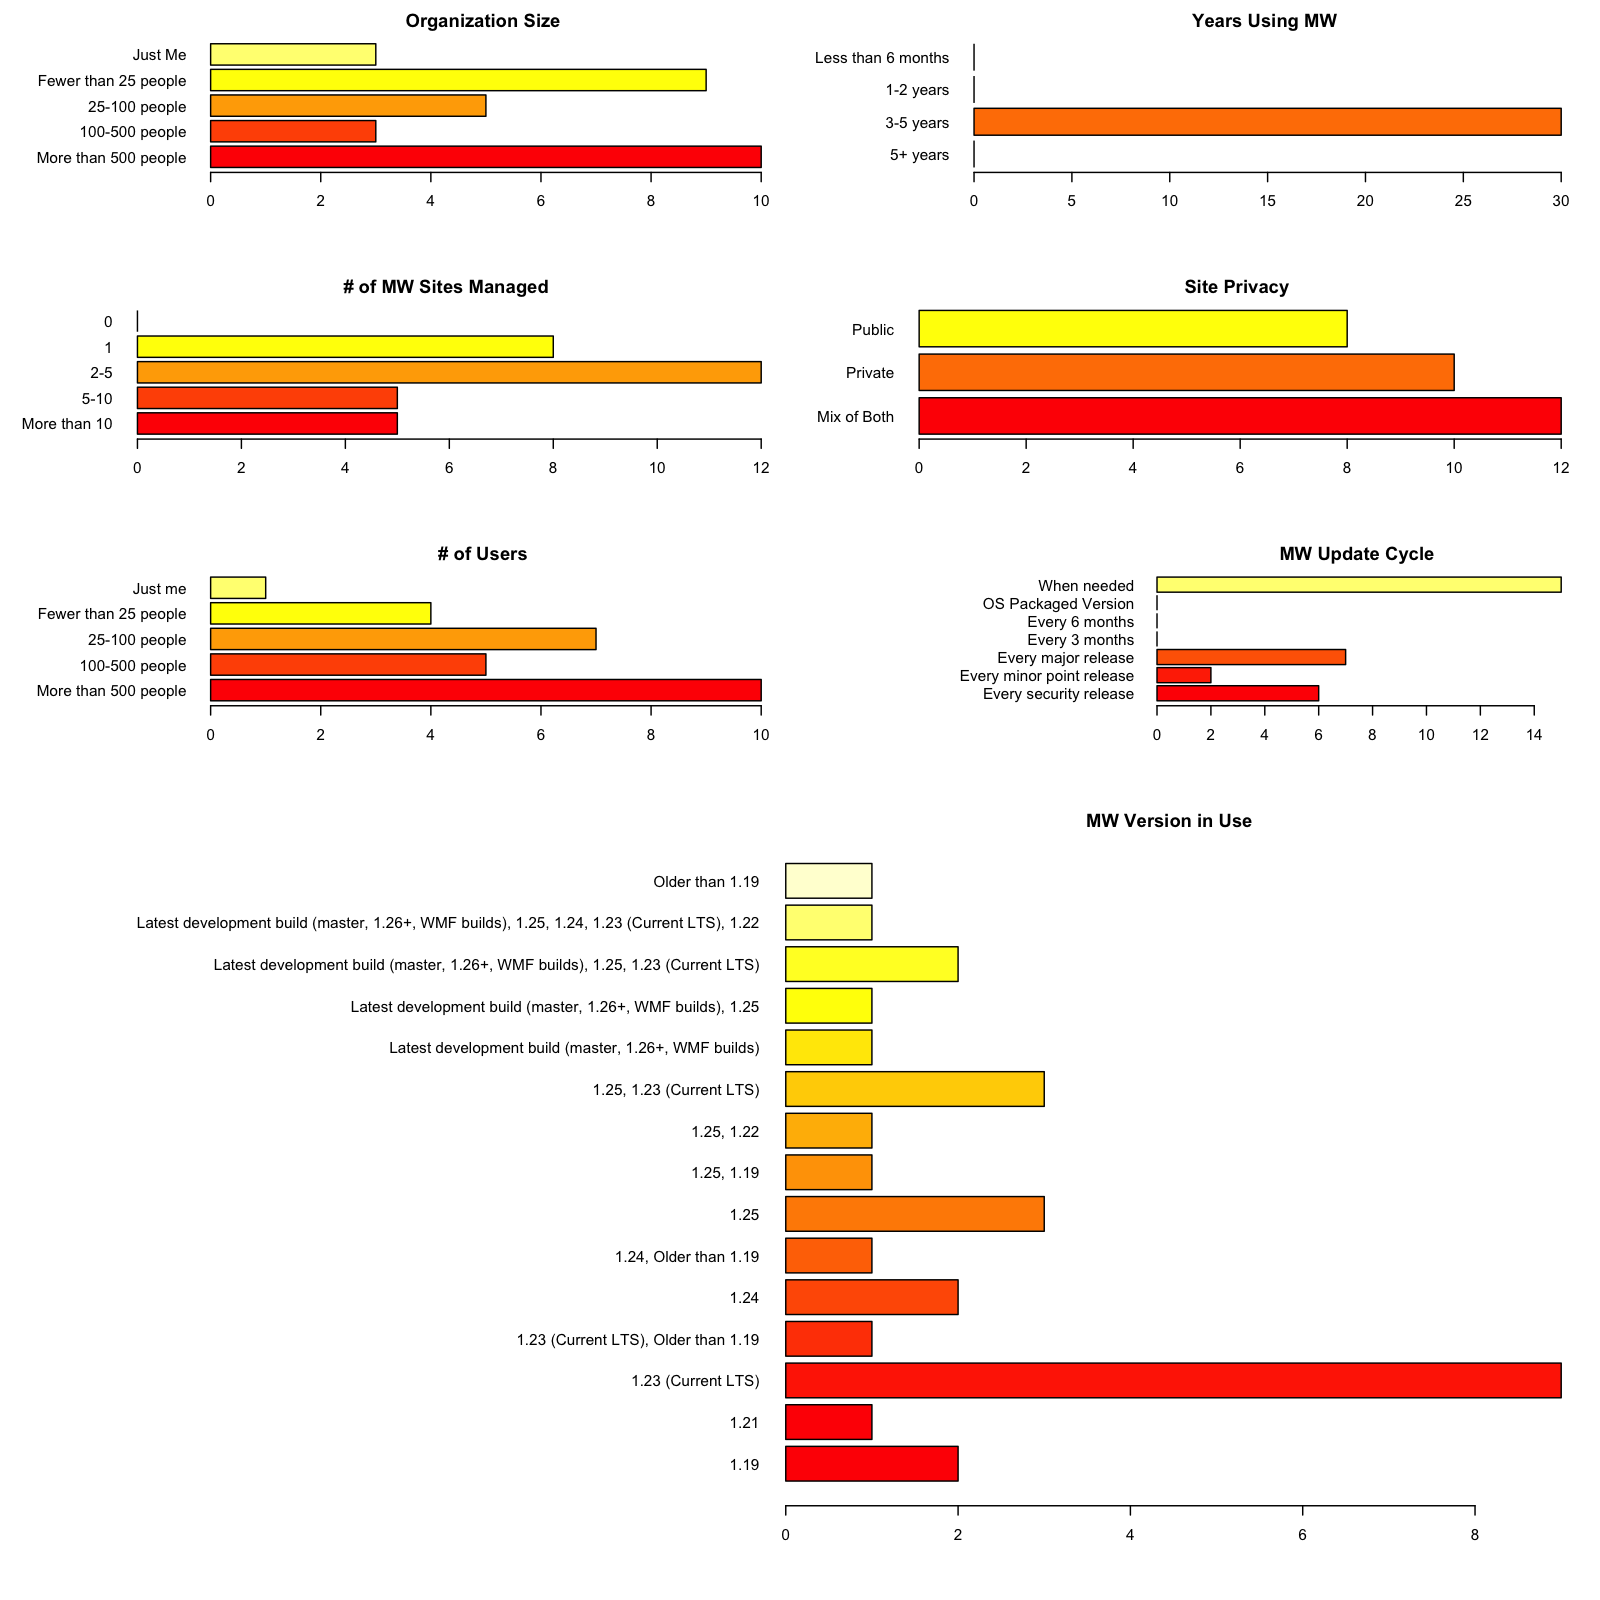 Organization Size
Just Me
Fewer than 25 people
25-100 people
100-500 people
More than 500 people
0 2 4 6 8 10
Years Using MW
Less than 6 months
1-2 years
3-5 years
5+ years
0 5 10 15 20 25 30
# of MW Sites Managed
0
1
2-5
5-10
More than 10
0 2 4 6 8 10 12
Site Privacy
Public
Private
Mix of Both
0 2 4 6 8 10 12
# of Users
Just me
Fewer than 25 people
25-100 people
100-500 people
More than 500 people
0 2 4 6 8 10
MW Update Cycle
When needed
OS Packaged Version
Every 6 months
Every 3 months
Every major release
Every minor point release
Every security release
0 2 4 6 8 10 12 14
MW Version in Use
Older than 1.19
Latest development build (master, 1.26+, WMF builds), 1.25, 1.24, 1.23 (Current LTS), 1.22
Latest development build (master, 1.26+, WMF builds), 1.25, 1.23 (Current LTS)
Latest development build (master, 1.26+, WMF builds), 1.25
Latest development build (master, 1.26+, WMF builds)
1.25, 1.23 (Current LTS)
1.25, 1.22
1.25, 1.19
1.25
1.24, Older than 1.19
1.24
1.23 (Current LTS), Older than 1.19
1.23 (Current LTS)
1.21
1.19
0 2 4 6 8